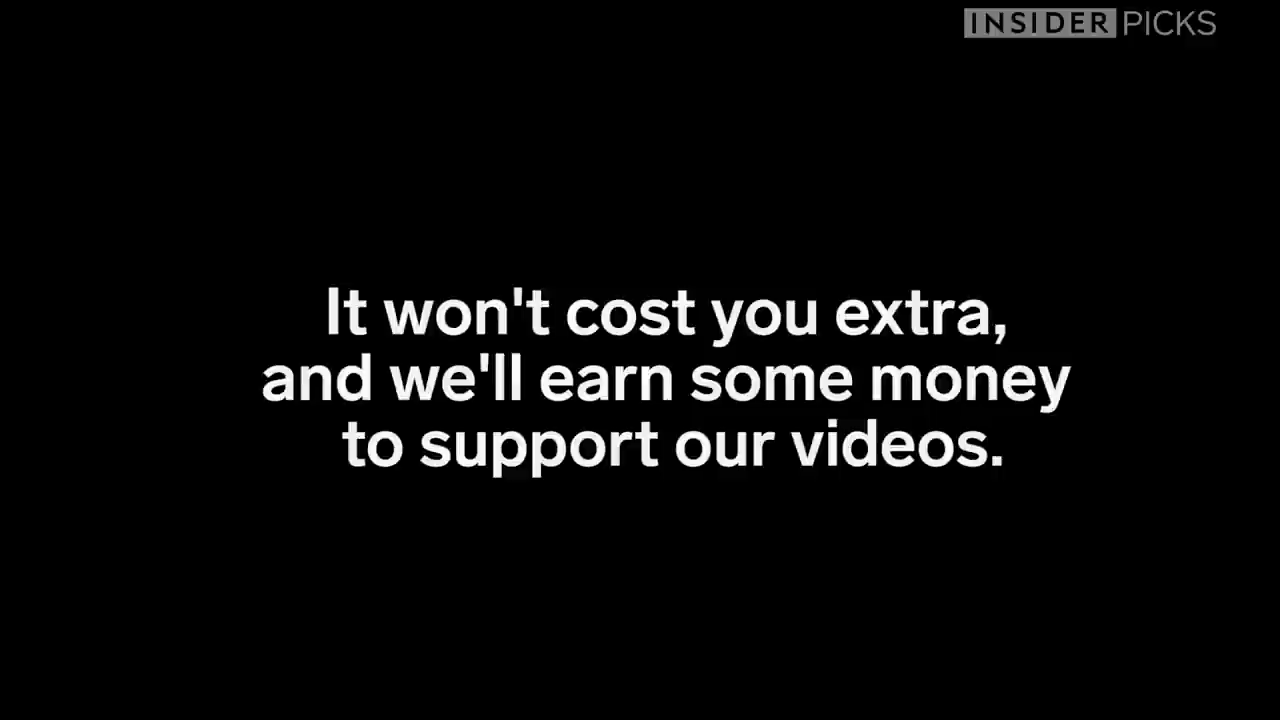 INSIDER PICKS
It won't cost you extra,
and we'll earn some money
to support our videos.